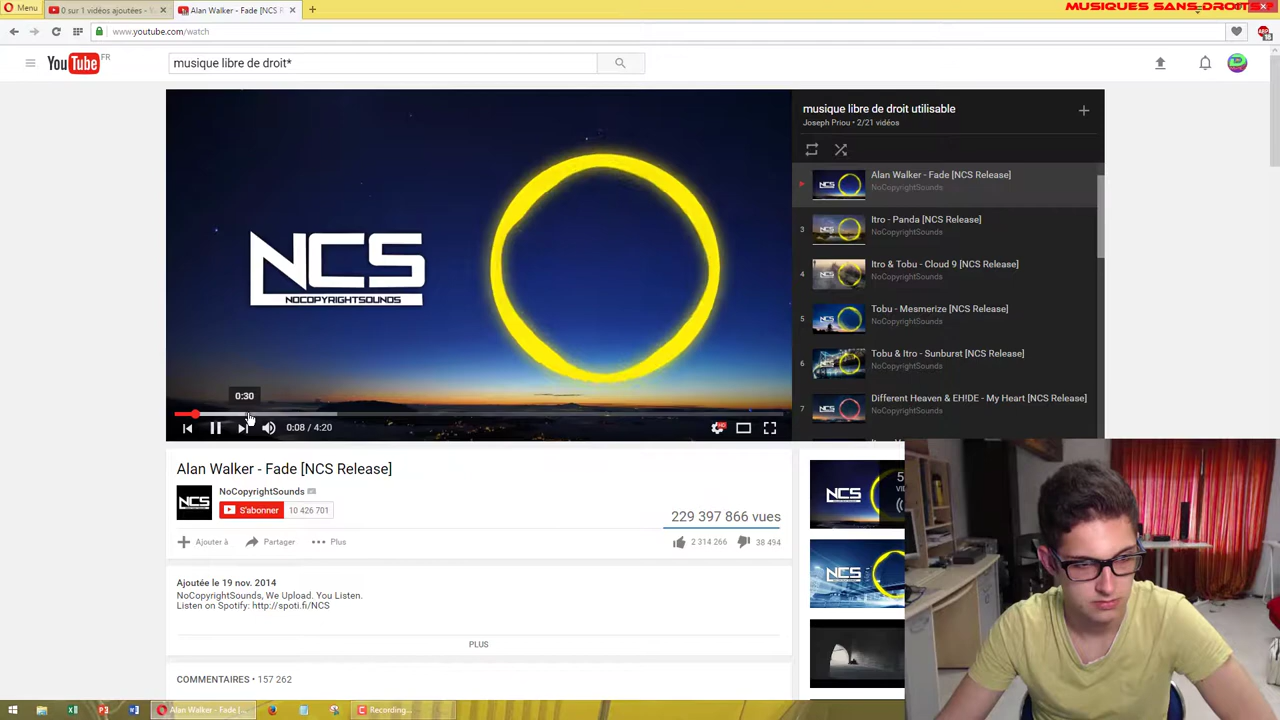 Menu
0 sur 1 vidéos ajoutées -
Alan Walker - Fade [NCS R
MUSIQUES SANS DROITS?
www.youtube.com/watch
YouTube FR
musique libre de droit*
musique libre de droit utilisable
Joseph Priou • 2/21 vidéos
Alan Walker - Fade [NCS Release]
NoCopyrightSounds
3
Itro - Panda [NCS Release]
NoCopyrightSounds
4
Itro & Tobu - Cloud 9 [NCS Release]
NoCopyrightSounds
5
Tobu - Mesmerize [NCS Release]
NoCopyrightSounds
6
Tobu & Itro - Sunburst [NCS Release]
NoCopyrightSounds
7
Different Heaven & EH!DE - My Heart [NCS Release]
NoCopyrightSounds
NCS
NOCOPYRIGHTSOUNDS
0:30
0:08 / 4:20
Alan Walker - Fade [NCS Release]
NoCopyrightSounds
S'abonner 10 426 701
229 397 866 vues
Ajouter à Partager Plus
2 314 266 38 494
Ajoutée le 19 nov. 2014
NoCopyrightSounds, We Upload. You Listen.
Listen on Spotify: http://spoti.fi/NCS
PLUS
COMMENTAIRES • 157 262
NCS
NCS
Alan Walker - Fade [
Recording...